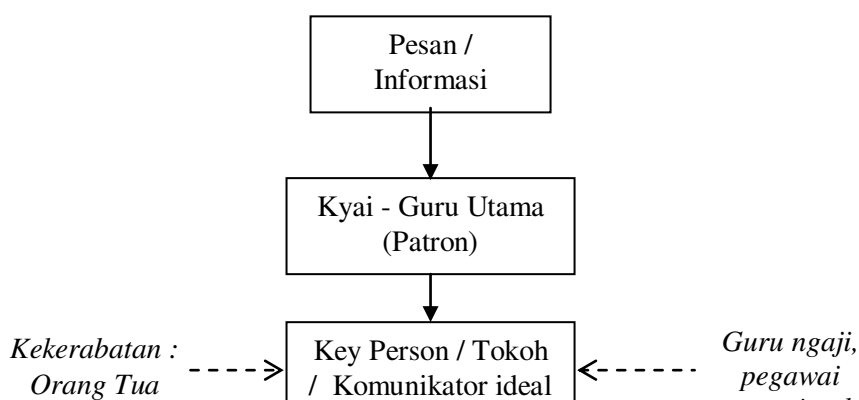 Pesan /
Informasi
Kyai - Guru Utama
(Patron)
Kekerabatan :
Orang Tua
Key Person / Tokoh
/ Komunikator ideal
Guru ngaji,
pegawai